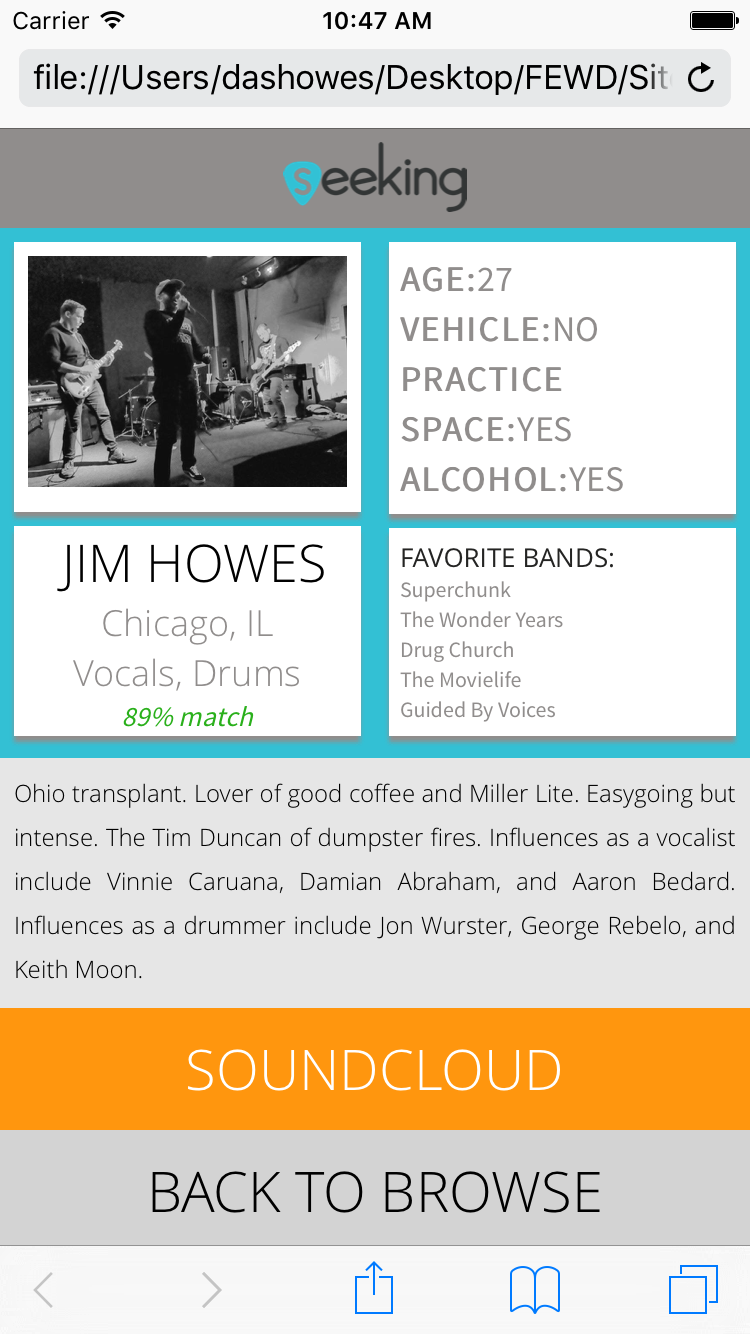 Carrier 10:47 AM
file:///Users/dashowes/Desktop/FEWD/Sit
seeking
AGE:27
VEHICLE:NO
PRACTICE
SPACE:YES
ALCOHOL:YES
JIM HOWES
Chicago, IL
Vocals, Drums
89% match
FAVORITE BANDS:
Superchunk
The Wonder Years
Drug Church
The Movielife
Guided By Voices
Ohio transplant. Lover of good coffee and Miller Lite. Easygoing but
intense. The Tim Duncan of dumpster fires. Influences as a vocalist
include Vinnie Caruana, Damian Abraham, and Aaron Bedard.
Influences as a drummer include Jon Wurster, George Rebelo, and
Keith Moon.
SOUNDCLOUD
BACK TO BROWSE